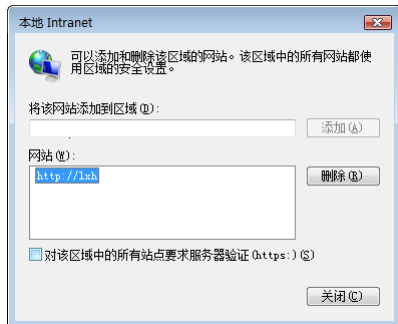 本地 Intranet
可以添加和删除该区域的网站。该区域中的所有网站都使
用区域的安全设置。
将该网站添加到区域(D):
添加(A)
网站(W):
http://lxh
删除(R)
对该区域中的所有站点要求服务器验证(https:)(S)
关闭(C)